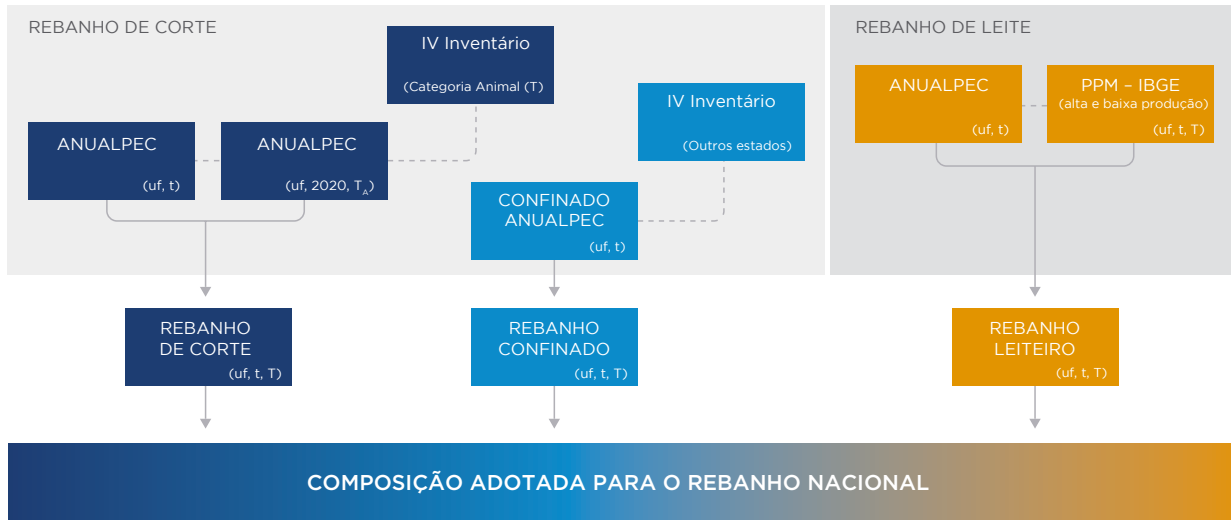 REBANHO DE CORTE
IV Inventário
(Categoria Animal (T)
ANUALPEC
(uf, t)
ANUALPEC
(uf, 2020, T_A)
IV Inventário
(Outros estados)
CONFINADO
ANUALPEC
(uf, t)
REBANHO DE LEITE
ANUALPEC
(uf, t)
PPM – IBGE
(alta e baixa produção)
(uf, t, T)
REBANHO
DE CORTE
(uf, t, T)
REBANHO
CONFINADO
(uf, t, T)
REBANHO
LEITEIRO
(uf, t, T)
COMPOSIÇÃO ADOTADA PARA O REBANHO NACIONAL